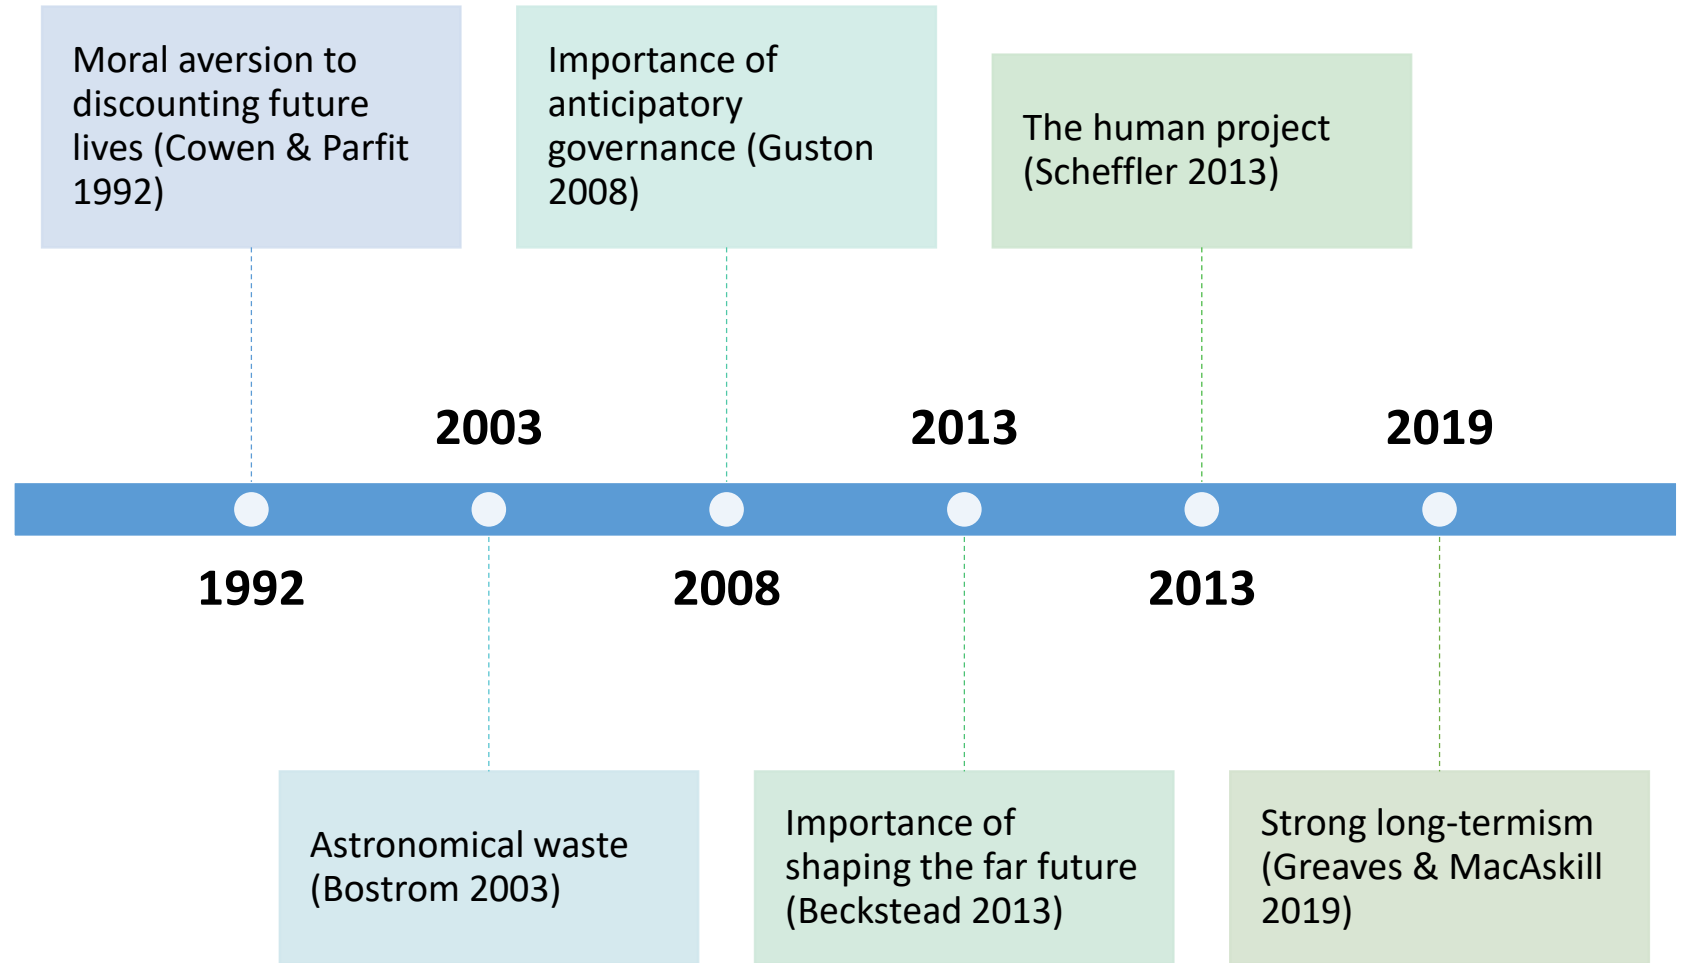 Moral aversion to
discounting future
lives (Cowen & Parfit
1992)
Importance of
anticipatory
governance (Guston
2008)
The human project
(Scheffler 2013)
2003
2013
2019
1992
2008
2013
Astronomical waste
(Bostrom 2003)
Importance of
shaping the far future
(Beckstead 2013)
Strong long-termism
(Greaves & MacAskill
2019)